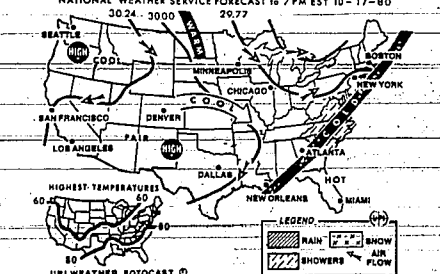 NATIONAL WEATHER SERVICE FORECAST to 7 PM EST 10-17-80
30.24 3000 29.77
SEATTLE
HIGH
COOL
WARM
MINNEAPOLIS
BOSTON
NEW YORK
CHICAGO
COOL
COLD
SAN FRANCISCO
DENVER
FAIR
HIGH
LOS ANGELES
ATLANTA
DALLAS
HOT
NEW ORLEANS
MIAMI
HIGHEST TEMPERATURES
60
60
80
80
LEGEND
UPI
RAIN
SNOW
SHOWERS
AIR FLOW
UPI WEATHER FOTOCAST ©